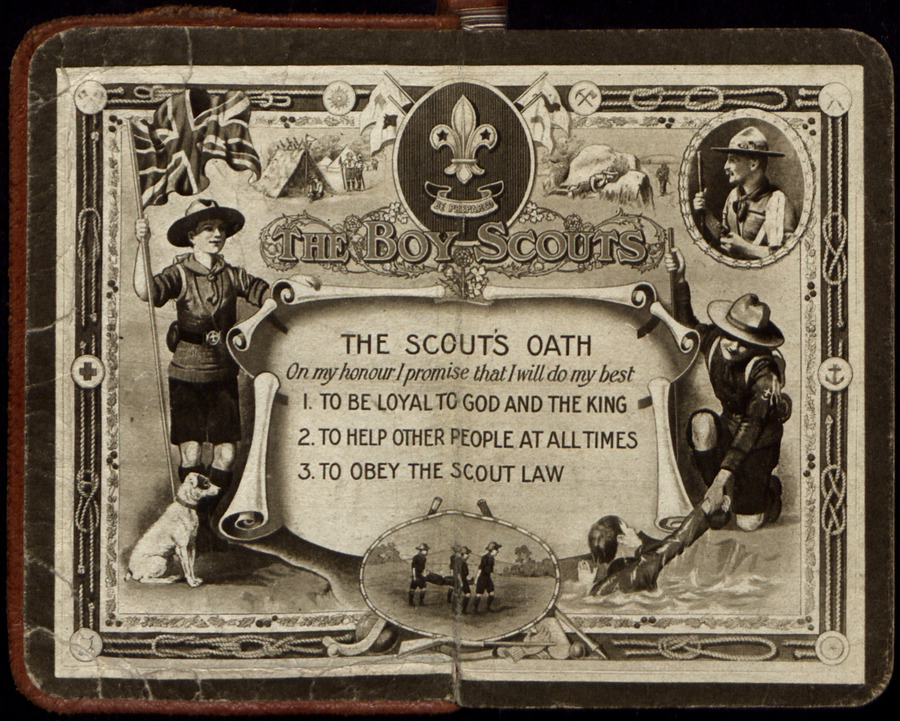 BE PREPARED
THE BOY SCOUTS
THE SCOUT'S OATH
On my honour I promise that I will do my best
1. TO BE LOYAL TO GOD AND THE KING
2. TO HELP OTHER PEOPLE AT ALL TIMES
3. TO OBEY THE SCOUT LAW